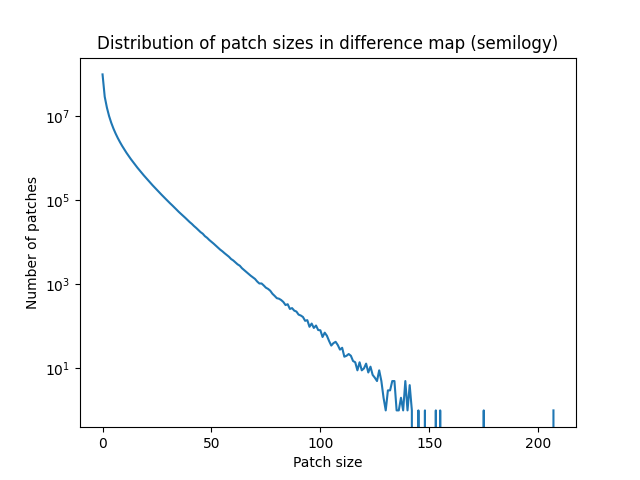 Distribution of patch sizes in difference map (semilogy)
Number of patches
10^7
10^5
10^3
10^1
0 50 100 150 200
Patch size